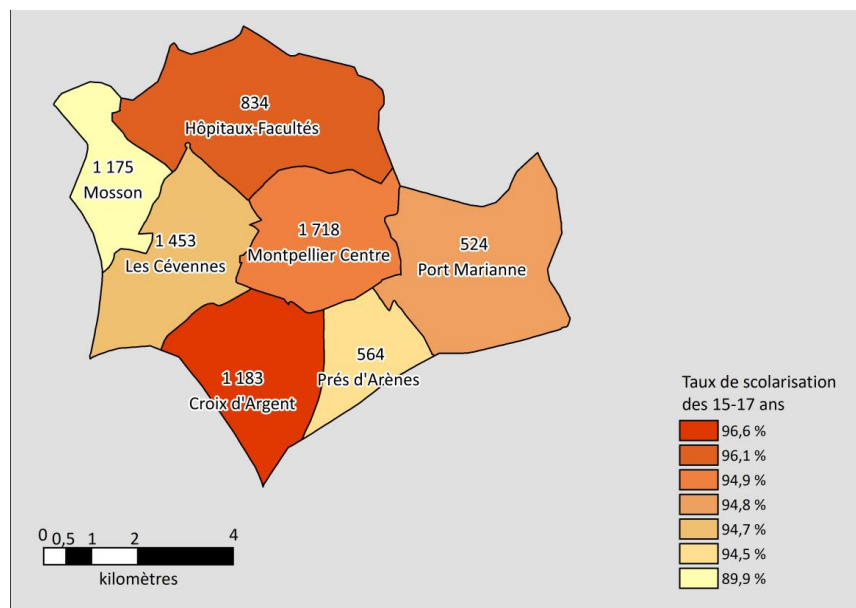 834
Hôpitaux-Facultés
1 175
Mosson
1 453
Les Cévennes
1 718
Montpellier Centre
524
Port Marianne
1 183
Croix d'Argent
564
Prés d'Arènes
Taux de scolarisation
des 15-17 ans
96,6 %
96,1 %
94,9 %
94,8 %
94,7 %
94,5 %
89,9 %
0 0,5 1 2 4
kilomètres